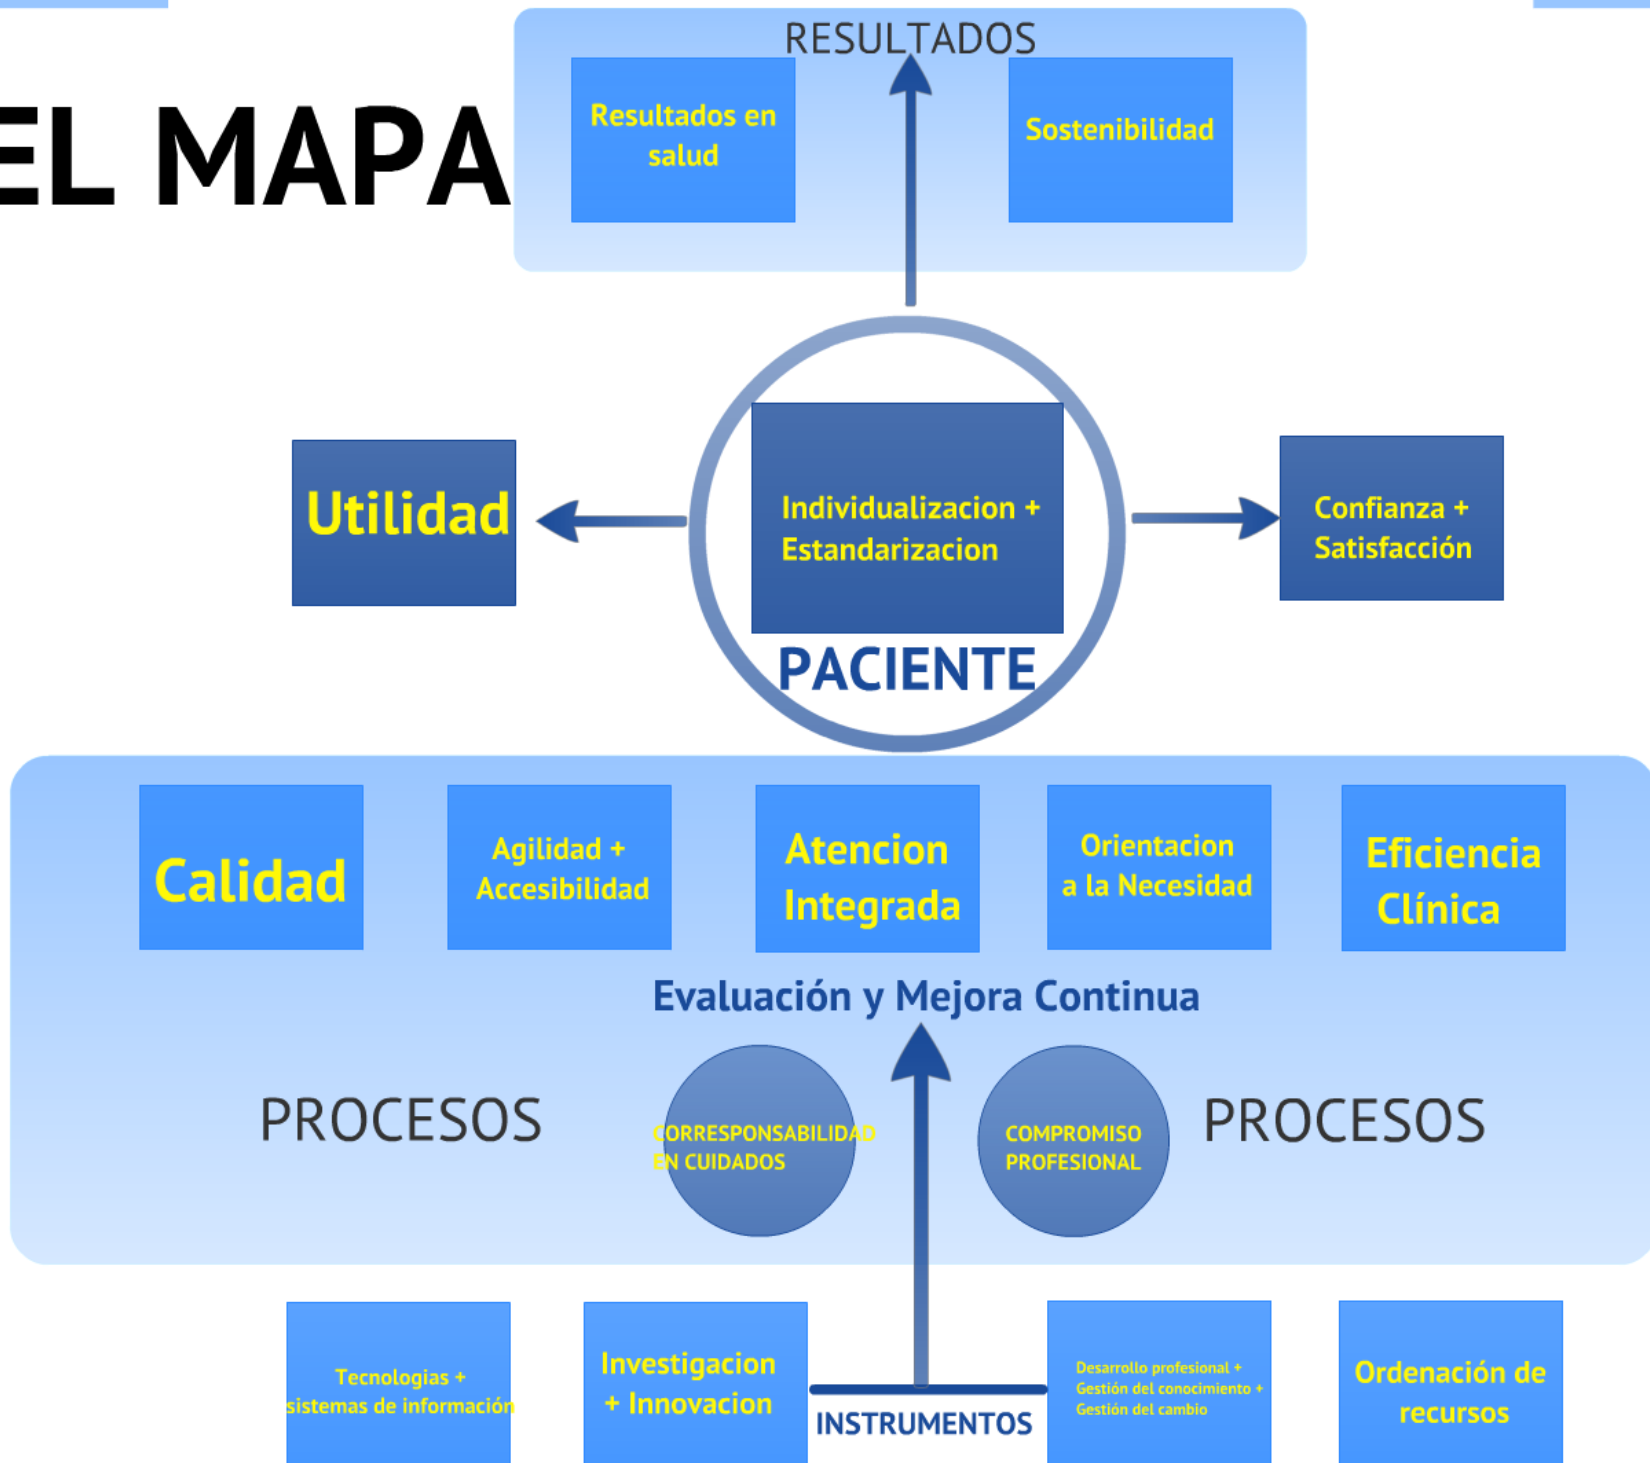 RESULTADOS
Resultados en
salud
Sostenibilidad
EL MAPA
Utilidad
Individualizacion +
Estandarizacion
PACIENTE
Confianza +
Satisfacción
Calidad
Agilidad +
Accesibilidad
Atencion
Integrada
Orientacion
a la Necesidad
Eficiencia
Clínica
Evaluación y Mejora Continua
PROCESOS
CORRESPONSABILIDAD
EN CUIDADOS
COMPROMISO
PROFESIONAL
PROCESOS
Tecnologias +
sistemas de información
Investigacion
+ Innovacion
INSTRUMENTOS
Desarrollo profesional +
Gestión del conocimiento +
Gestión del cambio
Ordenación de
recursos